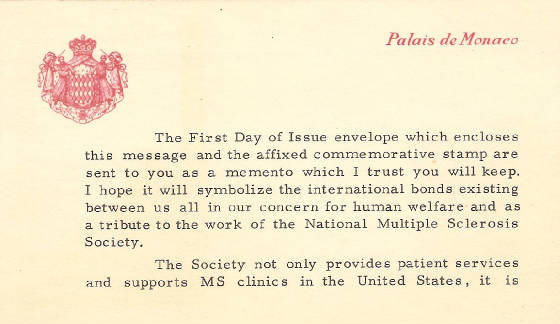 Palais de Monaco
The First Day of Issue envelope which encloses
this message and the affixed commemorative stamp are
sent to you as a memento which I trust you will keep.
I hope it will symbolize the international bonds existing
between us all in our concern for human welfare and as
a tribute to the work of the National Multiple Sclerosis
Society.
The Society not only provides patient services
and supports MS clinics in the United States, it is